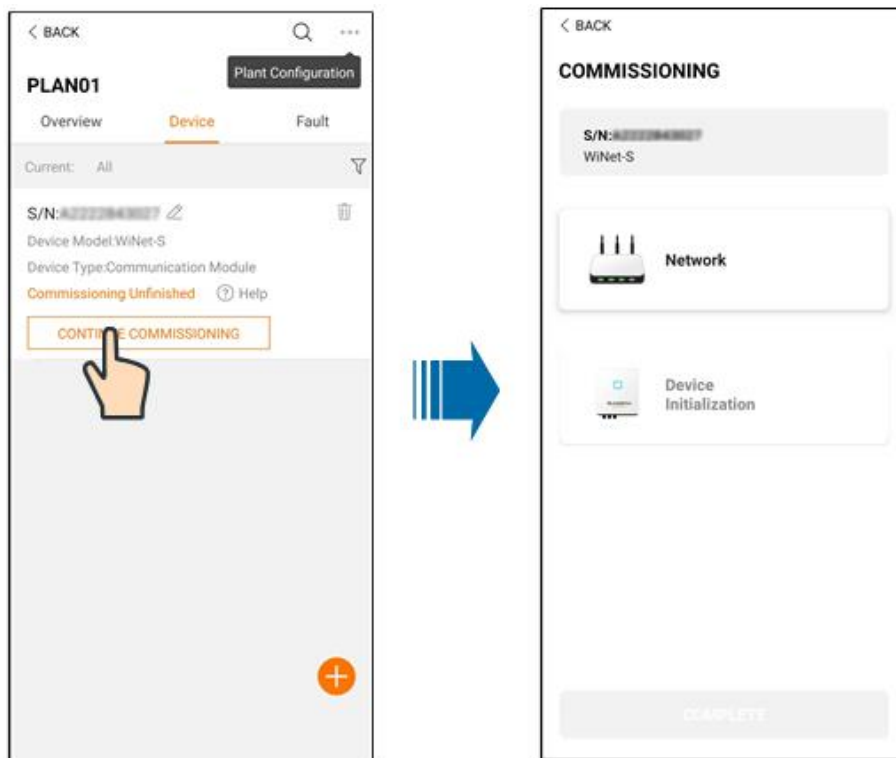 < BACK
...
Plant Configuration
PLAN01
Overview Device Fault
Current: All
S/N:
Device Model:WiNet-S
Device Type:Communication Module
Commissioning Unfinished ? Help
CONTINUE COMMISSIONING
+
< BACK
COMMISSIONING
S/N:
WiNet-S
Network
Device
Initialization
COMPLETE